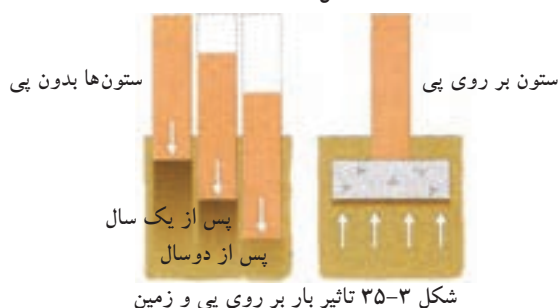 ستون‌ها بدون پی
ستون بر روی پی
پس از یک سال
پس از دوسال
شکل ۳-۳۵ تاثیر بار بر روی پی و زمین